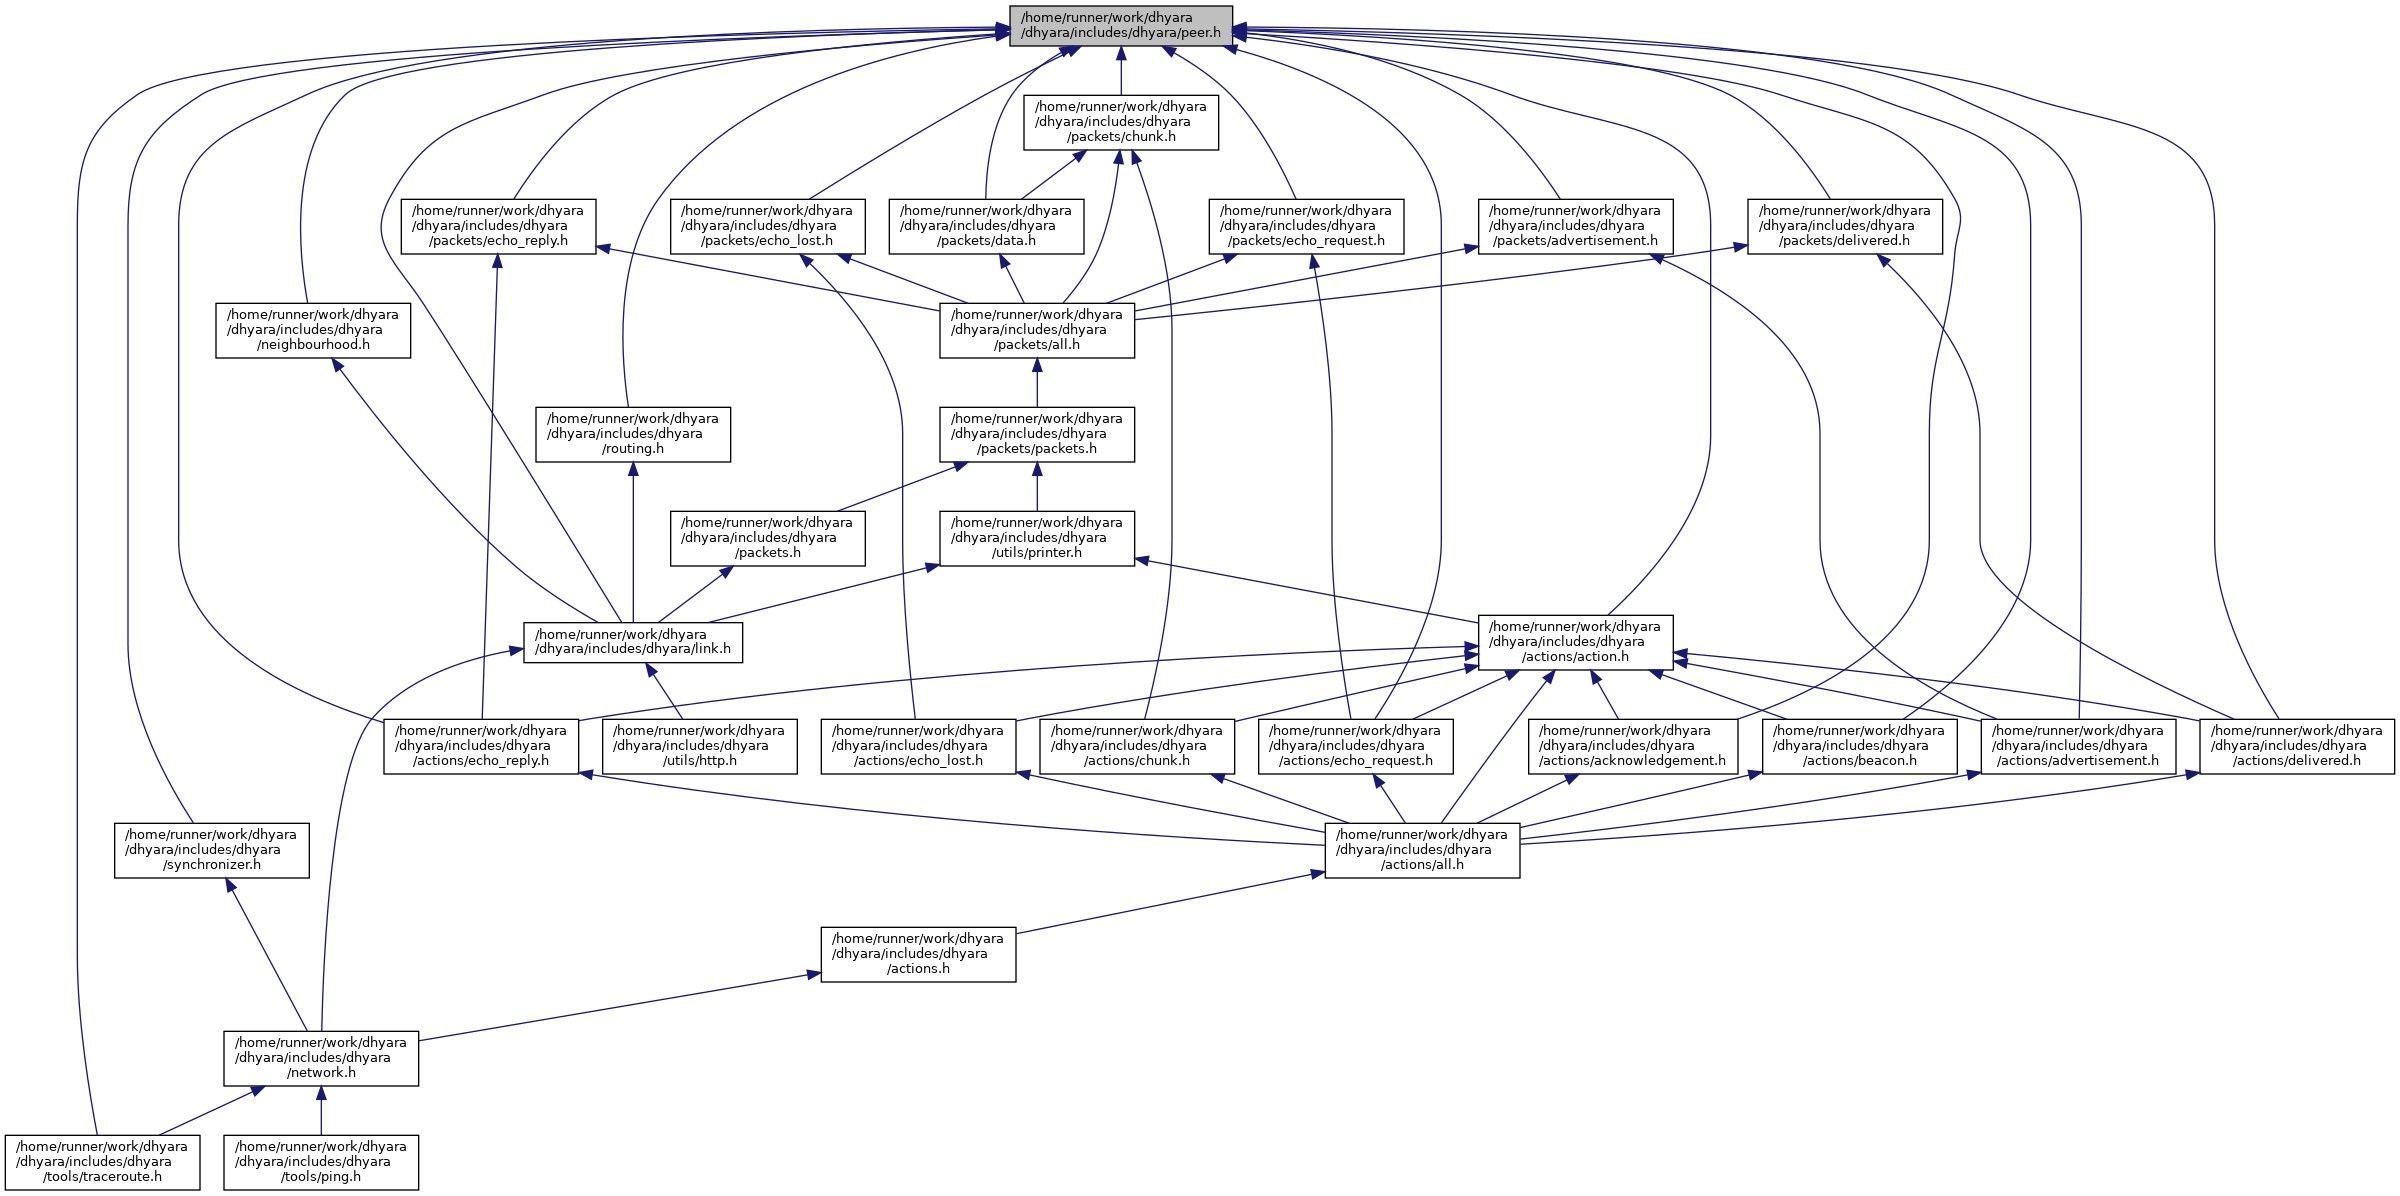 /home/runner/work/dhyara
/dhyara/includes/dhyara/peer.h
/home/runner/work/dhyara
/dhyara/includes/dhyara
/packets/chunk.h
/home/runner/work/dhyara
/dhyara/includes/dhyara
/packets/echo_reply.h
/home/runner/work/dhyara
/dhyara/includes/dhyara
/packets/echo_lost.h
/home/runner/work/dhyara
/dhyara/includes/dhyara
/packets/data.h
/home/runner/work/dhyara
/dhyara/includes/dhyara
/packets/echo_request.h
/home/runner/work/dhyara
/dhyara/includes/dhyara
/packets/advertisement.h
/home/runner/work/dhyara
/dhyara/includes/dhyara
/packets/delivered.h
/home/runner/work/dhyara
/dhyara/includes/dhyara
/neighbourhood.h
/home/runner/work/dhyara
/dhyara/includes/dhyara
/packets/all.h
/home/runner/work/dhyara
/dhyara/includes/dhyara
/routing.h
/home/runner/work/dhyara
/dhyara/includes/dhyara
/packets/packets.h
/home/runner/work/dhyara
/dhyara/includes/dhyara
/packets.h
/home/runner/work/dhyara
/dhyara/includes/dhyara
/utils/printer.h
/home/runner/work/dhyara
/dhyara/includes/dhyara/link.h
/home/runner/work/dhyara
/dhyara/includes/dhyara
/actions/action.h
/home/runner/work/dhyara
/dhyara/includes/dhyara
/actions/echo_reply.h
/home/runner/work/dhyara
/dhyara/includes/dhyara
/utils/http.h
/home/runner/work/dhyara
/dhyara/includes/dhyara
/actions/echo_lost.h
/home/runner/work/dhyara
/dhyara/includes/dhyara
/actions/chunk.h
/home/runner/work/dhyara
/dhyara/includes/dhyara
/actions/echo_request.h
/home/runner/work/dhyara
/dhyara/includes/dhyara
/actions/acknowledgement.h
/home/runner/work/dhyara
/dhyara/includes/dhyara
/actions/beacon.h
/home/runner/work/dhyara
/dhyara/includes/dhyara
/actions/advertisement.h
/home/runner/work/dhyara
/dhyara/includes/dhyara
/actions/delivered.h
/home/runner/work/dhyara
/dhyara/includes/dhyara
/synchronizer.h
/home/runner/work/dhyara
/dhyara/includes/dhyara
/actions/all.h
/home/runner/work/dhyara
/dhyara/includes/dhyara
/actions.h
/home/runner/work/dhyara
/dhyara/includes/dhyara
/network.h
/home/runner/work/dhyara
/dhyara/includes/dhyara
/tools/traceroute.h
/home/runner/work/dhyara
/dhyara/includes/dhyara
/tools/ping.h